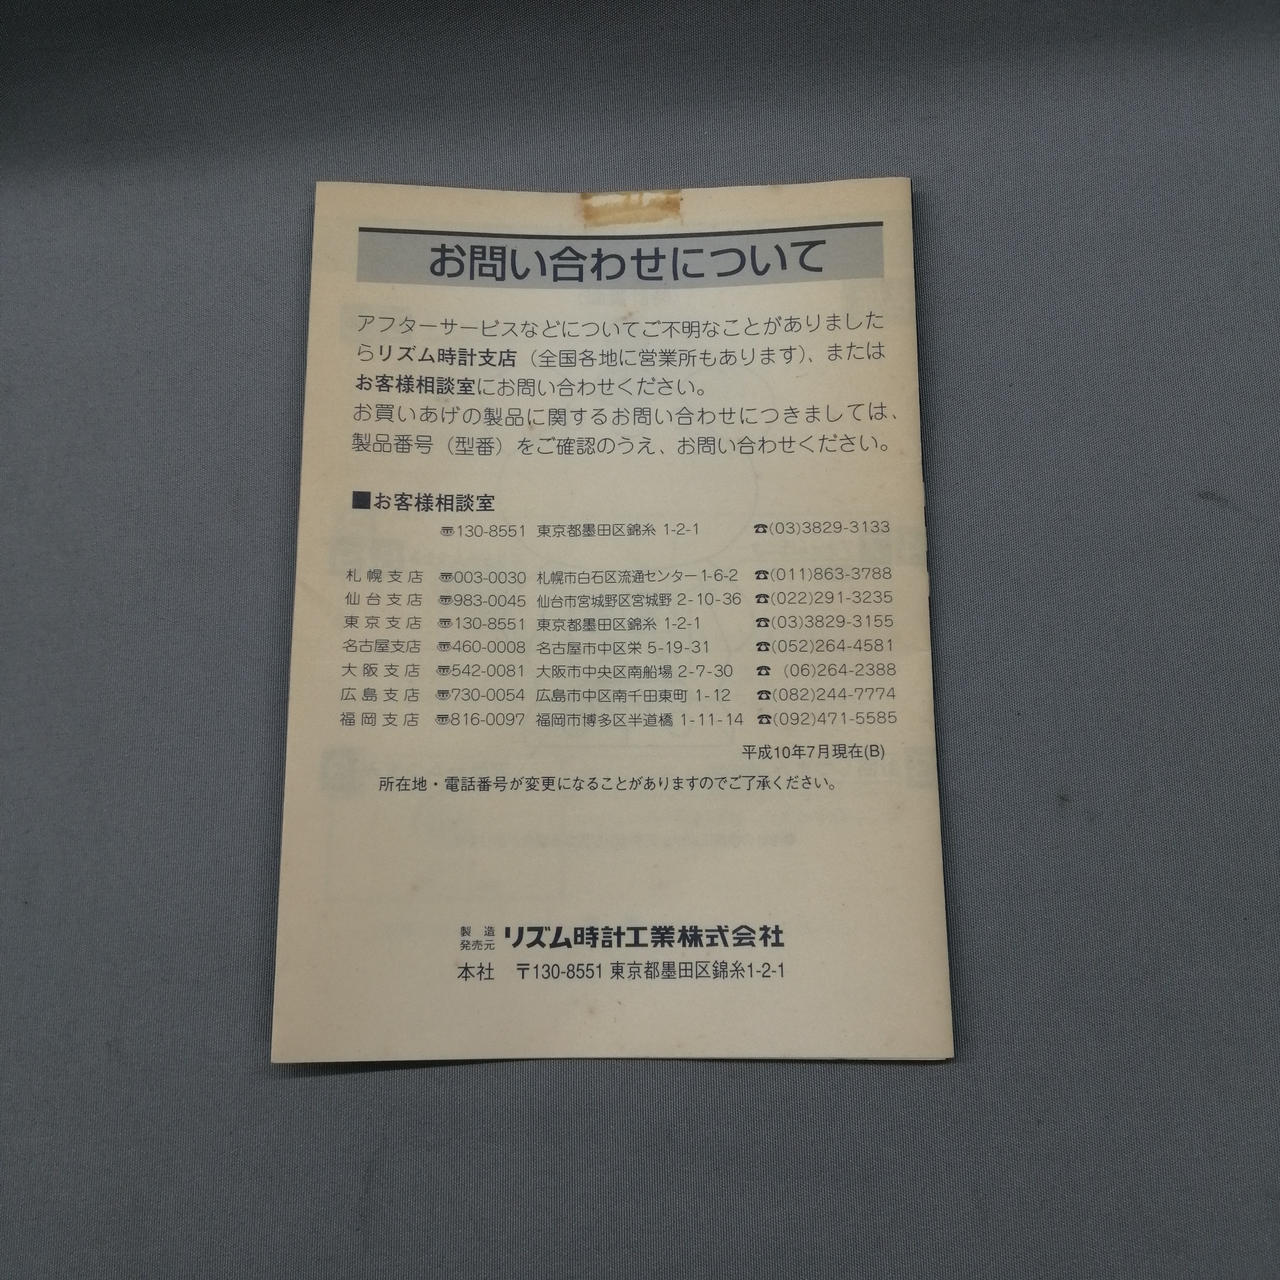 お問い合わせについて
アフターサービスなどについてご不明なことがありました
らリズム時計支店（全国各地に営業所もあります）、または
お客様相談室にお問い合わせください。
お買いあげの製品に関するお問い合わせにつきましては、
製品番号（型番）をご確認のうえ、お問い合わせください。
■お客様相談室
〠130-8551 東京都墨田区錦糸 1-2-1 ☎(03)3829-3133
札幌支店 〠003-0030 札幌市白石区流通センター1-6-2 ☎(011)863-3788
仙台支店 〠983-0045 仙台市宮城野区宮城野 2-10-36 ☎(022)291-3235
東京支店 〠130-8551 東京都墨田区錦糸 1-2-1 ☎(03)3829-3155
名古屋支店 〠460-0008 名古屋市中区栄 5-19-31 ☎(052)264-4581
大阪支店 〠542-0081 大阪市中央区南船場 2-7-30 ☎ (06)264-2388
広島支店 〠730-0054 広島市中区南千田東町 1-12 ☎(082)244-7774
福岡支店 〠816-0097 福岡市博多区半道橋 1-11-14 ☎(092)471-5585
平成10年7月現在(B)
所在地・電話番号が変更になることがありますのでご了承ください。
製造
発売元 リズム時計工業株式会社
本社 〒130-8551 東京都墨田区錦糸1-2-1